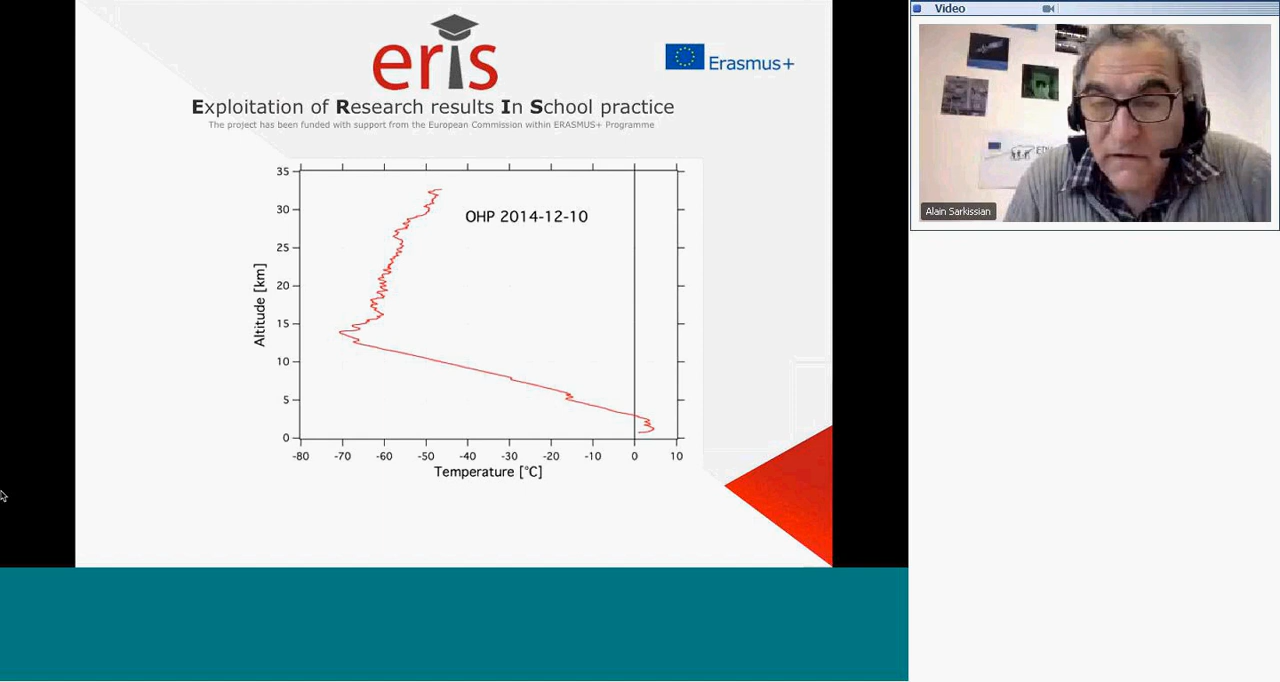 eris
Erasmus+
Exploitation of Research results In School practice
The project has been funded with support from the European Commission within ERASMUS+ Programme
OHP 2014-12-10
Altitude [km]
35
30
25
20
15
10
5
0
-80 -70 -60 -50 -40 -30 -20 -10 0 10
Temperature [°C]
Video
Alain Sarkissian